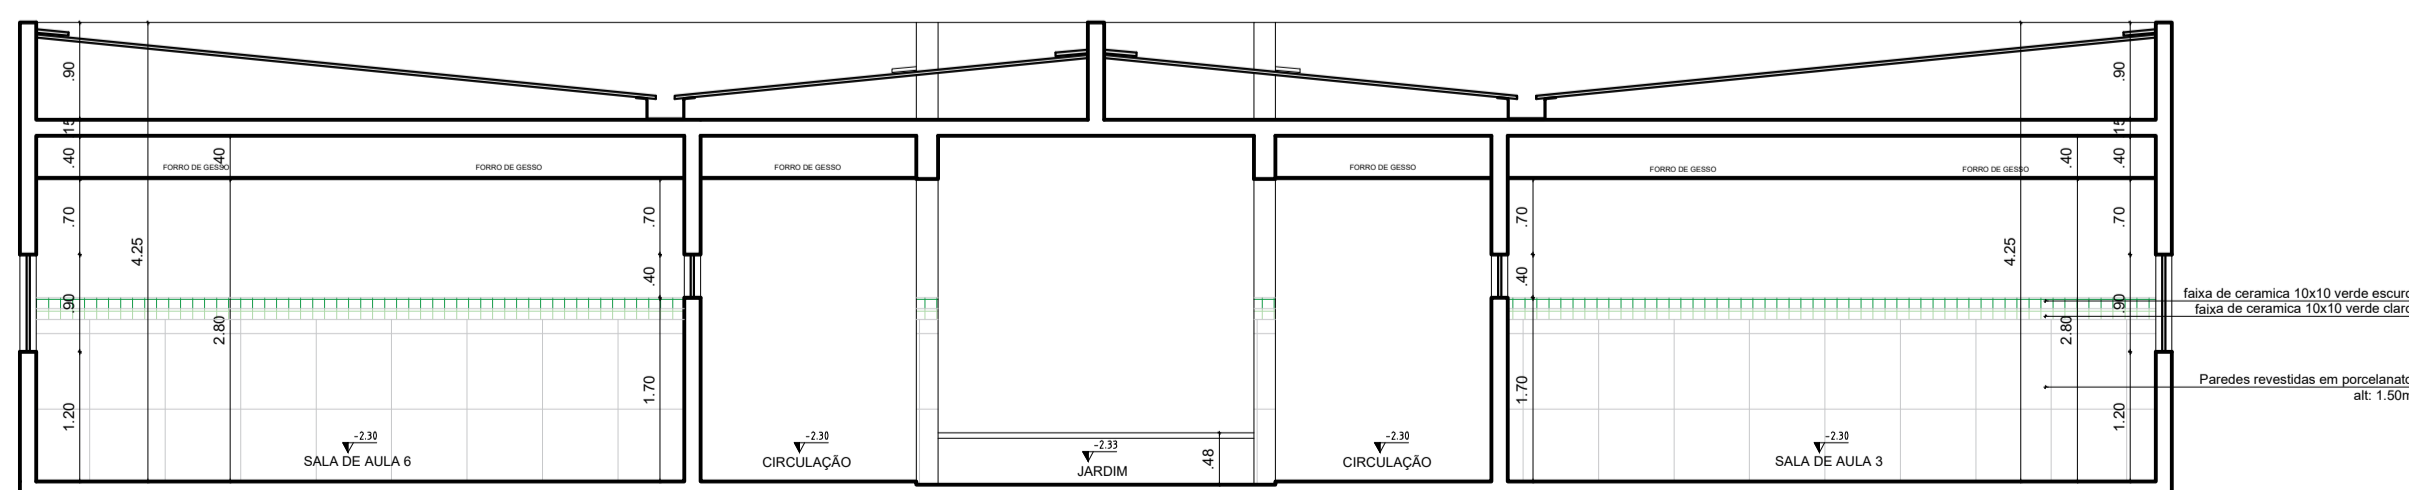 .90
.90
.15
.15
.40
.40
.40
.40
FORRO DE GESSO
FORRO DE GESSO
FORRO DE GESSO
FORRO DE GESSO
FORRO DE GESSO
FORRO DE GESSO
.70
.70
.70
.70
4.25
4.25
.40
.40
.90
.90
faixa de ceramica 10x10 verde escuro
faixa de ceramica 10x10 verde claro
2.80
2.80
Paredes revestidas em porcelanato
alt: 1.50m
1.20
1.70
1.70
1.20
-2.30
SALA DE AULA 6
-2.30
CIRCULAÇÃO
-2.33
JARDIM
.48
-2.30
CIRCULAÇÃO
-2.30
SALA DE AULA 3